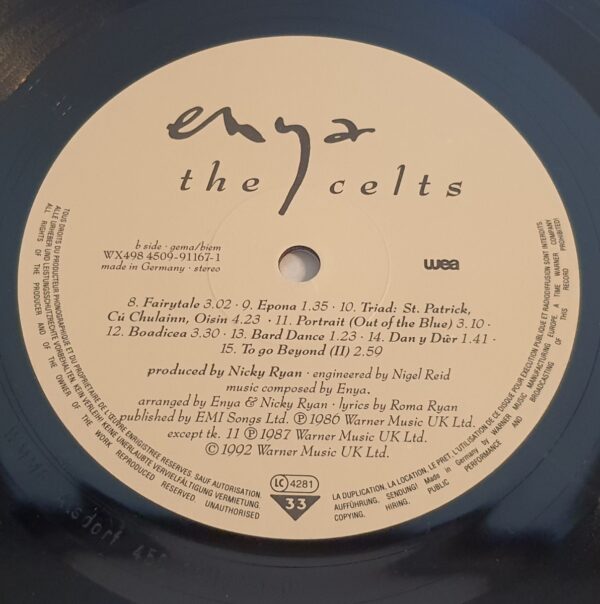 enya
the celts
b side · gema/biem
WX498 4509-91167-1
made in Germany · stereo
wea
8. Fairytale 3.02 · 9. Epona 1.35 · 10. Triad: St. Patrick,
Cú Chulainn, Oisin 4.23 · 11. Portrait (Out of the Blue) 3.10 ·
12. Boadicea 3.30 · 13. Bard Dance 1.23 · 14. Dan y Dŵr 1.41 ·
15. To go Beyond (II) 2.59
produced by Nicky Ryan · engineered by Nigel Reid
music composed by Enya,
arranged by Enya & Nicky Ryan · lyrics by Roma Ryan
published by EMI Songs Ltd. Ⓟ 1986 Warner Music UK Ltd.
except tk. 11 Ⓟ 1987 Warner Music UK Ltd.
© 1992 Warner Music UK Ltd.
LC 4281
33
TOUS DROITS DU PRODUCTEUR PHONOGRAPHIQUE ET DU PROPRIETAIRE DE L'ŒUVRE ENREGISTREE RESERVES. SAUF AUTORISATION.
ALLE URHEBER UND LEISTUNGSSCHUTZRECHTE VORBEHALTEN. KEIN VERLEIH! KEINE UNERLAUBTE VERVIELFÄLTIGUNG, VERMIETUNG,
ALL RIGHTS OF THE PRODUCER AND OF THE OWNER OF THE WORK REPRODUCED RESERVED. UNAUTHORISED
LA DUPLICATION, LA LOCATION, LE PRET, L'UTILISATION DE CE DISQUE POUR EXECUTION PUBLIQUE ET RADIODIFFUSION SONT INTERDITS
AUFFÜHRUNG, SENDUNG! Made in Germany by WARNER MUSIC MANUFACTURING EUROPE. A TIME WARNER COMPANY
COPYING, HIRING, PUBLIC PERFORMANCE AND BROADCASTING OF THIS RECORD PROHIBITED!